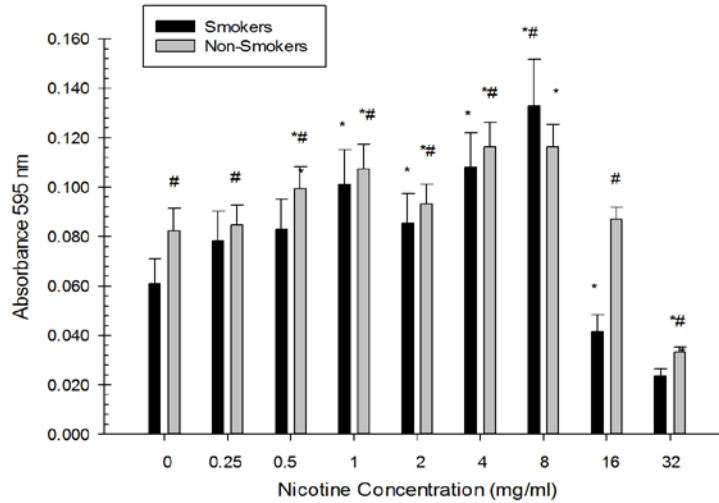 Smokers
Non-Smokers
0.160
0.140
0.120
0.100
0.080
0.060
0.040
0.020
0.000
Absorbance 595 nm
# # *# * *# * *# * *# *# * * # *#
0 0.25 0.5 1 2 4 8 16 32
Nicotine Concentration (mg/ml)